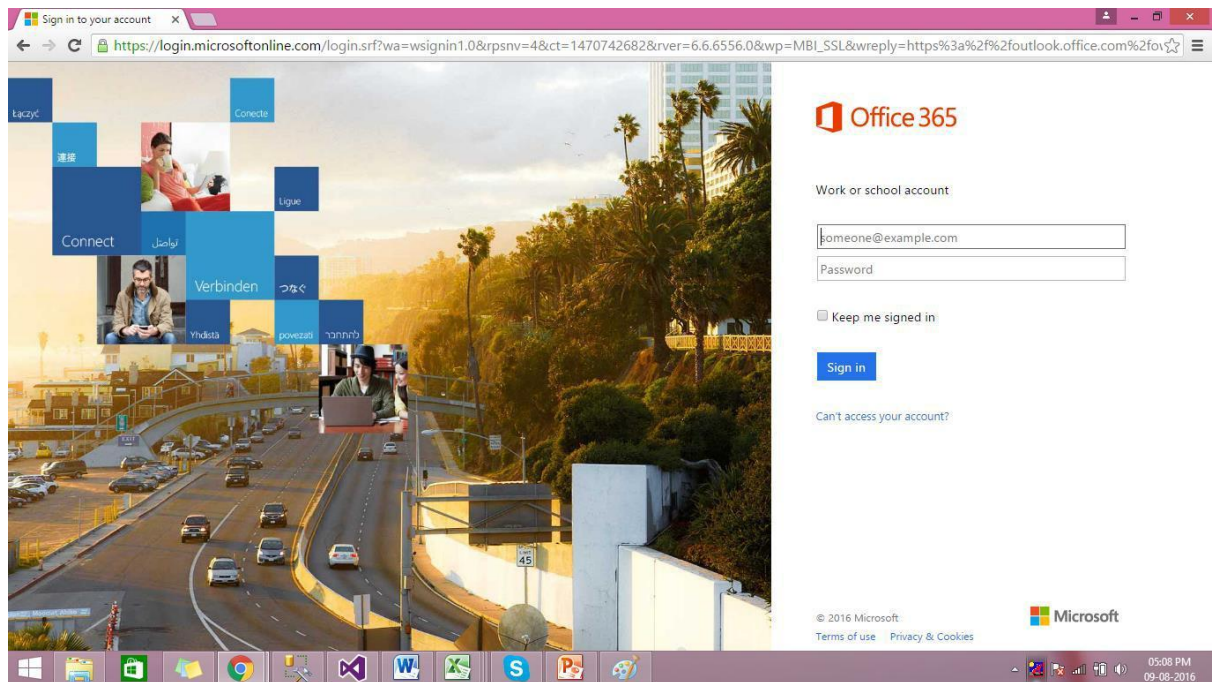 Sign in to your account
https://login.microsoftonline.com/login.srf?wa=wsignin1.0&rpsnv=4&ct=1470742682&rver=6.6.6556.0&wp=MBI_SSL&wreply=https%3a%2f%2foutlook.office.com%2fov
Łączyć
Conecte
連接
Ligue
Connect
تواصل
Verbinden
つなぐ
Yhdistä
povezati
להתחבר
EXIT
45
Office 365
Work or school account
someone@example.com
Password
Keep me signed in
Sign in
Can't access your account?
© 2016 Microsoft
Microsoft
Terms of use Privacy & Cookies
05:08 PM
09-08-2016